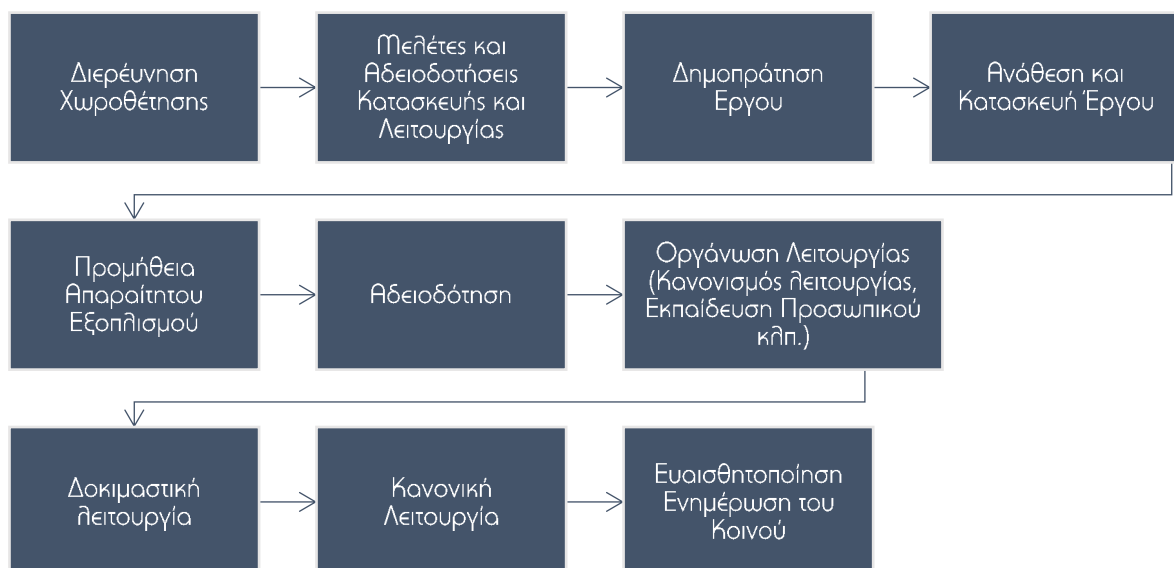 Διερέυνηση
Χωροθέτησης
Μελέτες και
Αδειοδοτήσεις
Κατασκευής και
Λειτουργίας
Δημοπράτηση
Εργου
Ανάθεση και
Κατασκευή Έργου
Προμήθεια
Απαραίτητου
Εξοπλισμού
Αδειοδότηση
Οργάνωση Λειτουργίας
(Κανονισμός λειτουργίας,
Εκπαίδευση Προσωπικού
κλπ.)
Δοκιμαστική
λειτουργία
Κανονική
Λειτουργία
Ευαισθητοποίηση
Ενημέρωση του
Κοινού